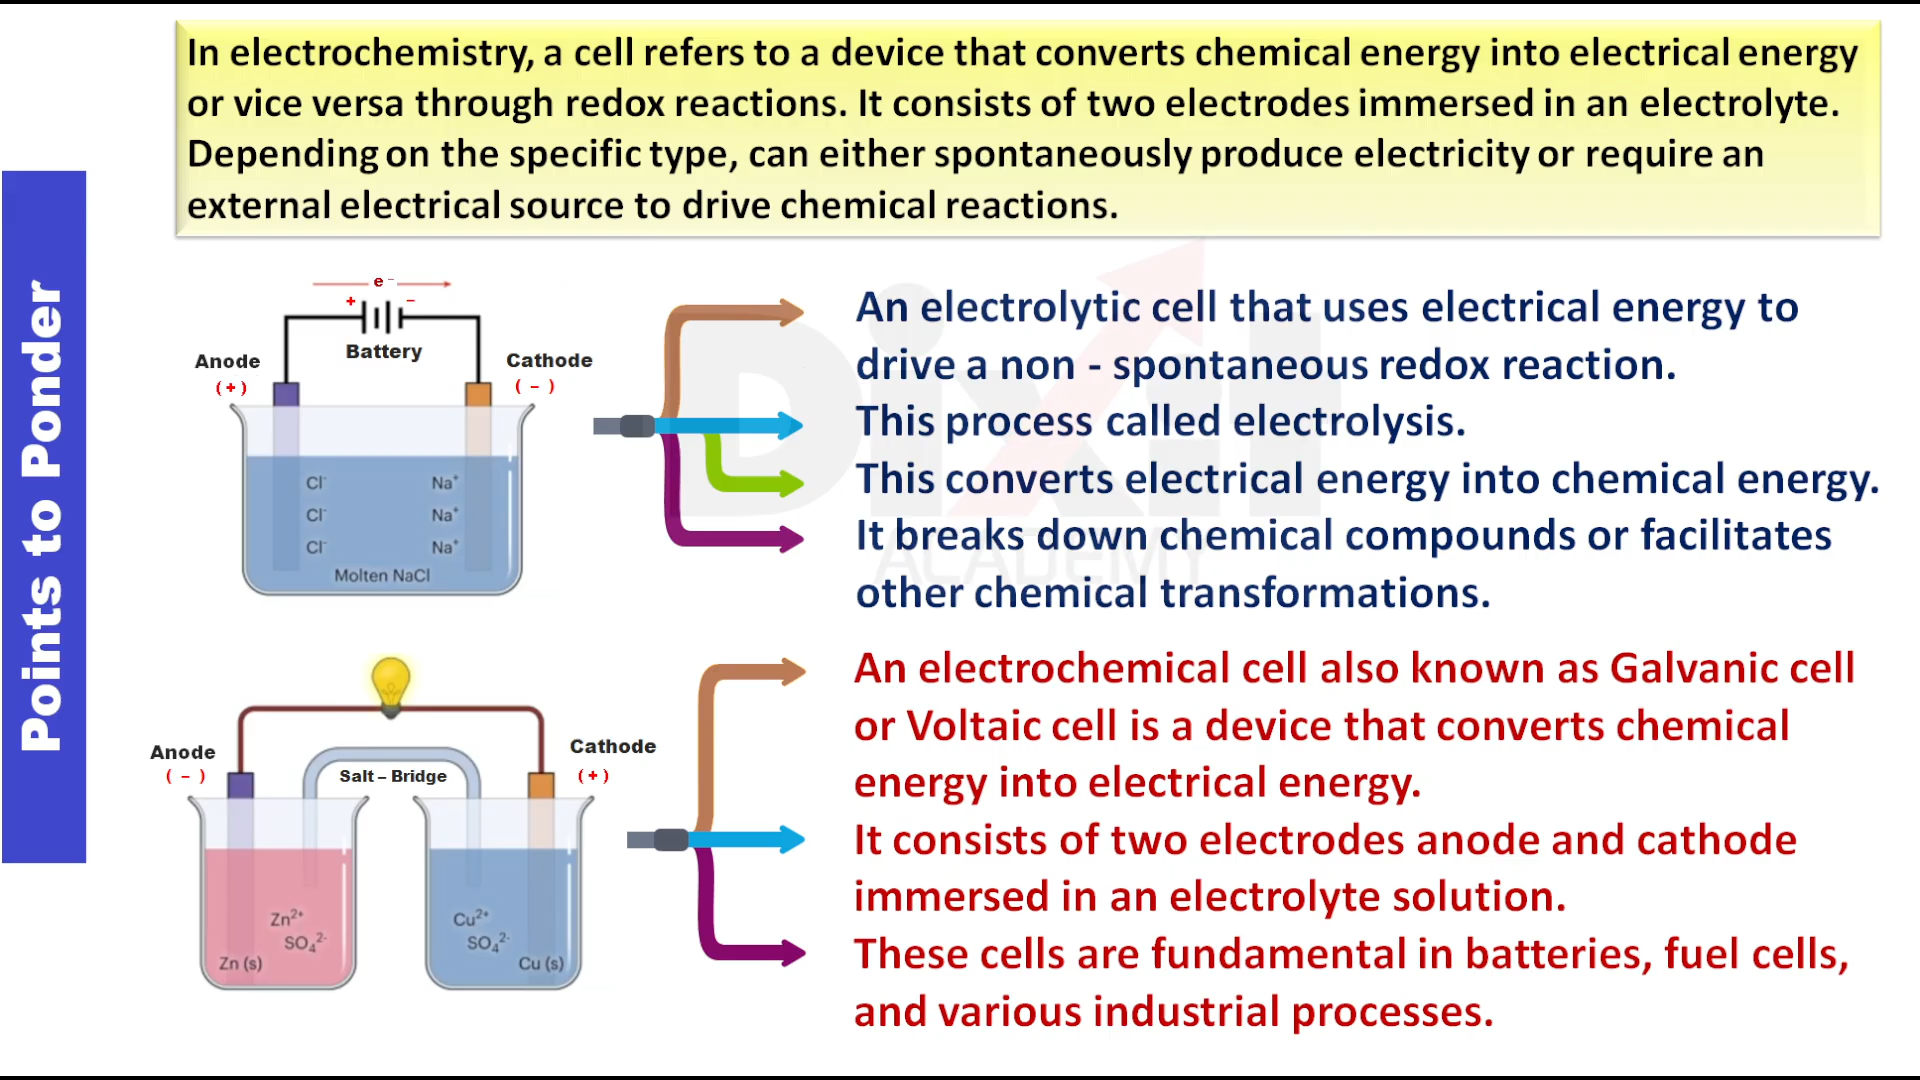 In electrochemistry, a cell refers to a device that converts chemical energy into electrical energy
or vice versa through redox reactions. It consists of two electrodes immersed in an electrolyte.
Depending on the specific type, can either spontaneously produce electricity or require an
external electrical source to drive chemical reactions.
Points to Ponder
e⁻
+ −
Battery
Anode
(+)
Cathode
(−)
Cl⁻ Na⁺
Cl⁻ Na⁺
Cl⁻ Na⁺
Molten NaCl
An electrolytic cell that uses electrical energy to
drive a non - spontaneous redox reaction.
This process called electrolysis.
This converts electrical energy into chemical energy.
It breaks down chemical compounds or facilitates
other chemical transformations.
Dixit
ACADEMY
Anode
(−)
Salt – Bridge
Cathode
(+)
Zn²⁺
SO₄²⁻
Zn (s)
Cu²⁺
SO₄²⁻
Cu (s)
An electrochemical cell also known as Galvanic cell
or Voltaic cell is a device that converts chemical
energy into electrical energy.
It consists of two electrodes anode and cathode
immersed in an electrolyte solution.
These cells are fundamental in batteries, fuel cells,
and various industrial processes.